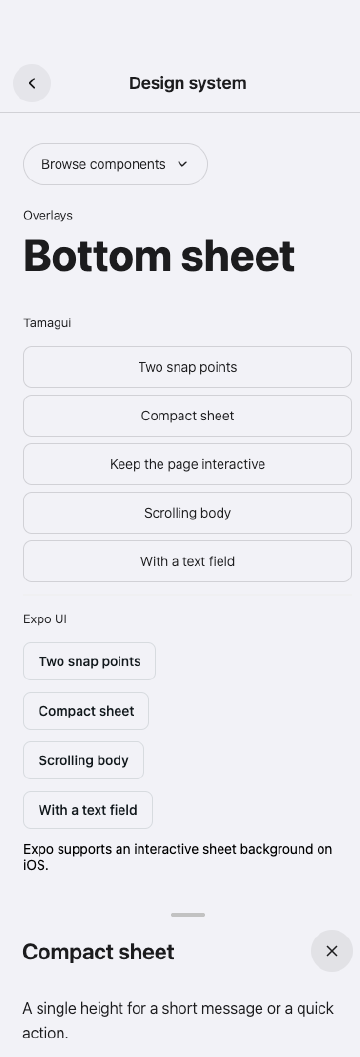 Design system
Browse components
Overlays
Bottom sheet
Tamagui
Two snap points
Compact sheet
Keep the page interactive
Scrolling body
With a text field
Expo UI
Two snap points
Compact sheet
Scrolling body
With a text field
Expo supports an interactive sheet background on
iOS.
Compact sheet
A single height for a short message or a quick
action.